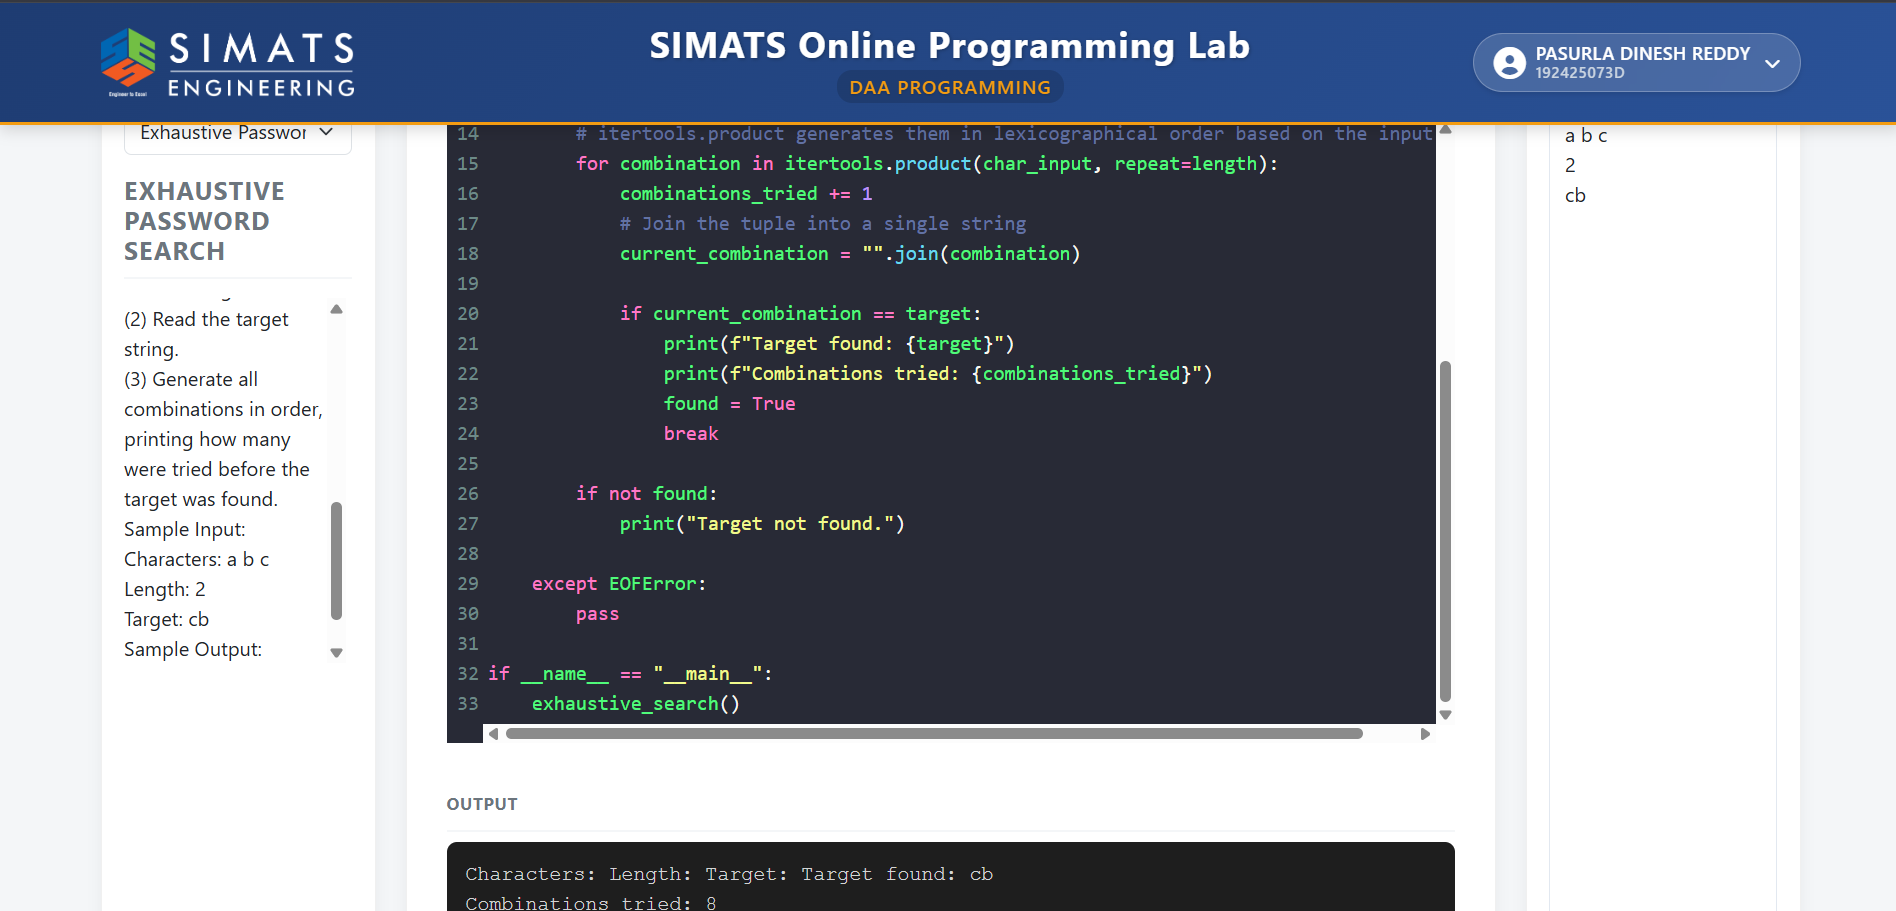 SIMATS
ENGINEERING
Engineer to Excel
SIMATS Online Programming Lab
DAA PROGRAMMING
PASURLA DINESH REDDY
192425073D
Exhaustive Passwor
EXHAUSTIVE
PASSWORD
SEARCH
(2) Read the target
string.
(3) Generate all
combinations in order,
printing how many
were tried before the
target was found.
Sample Input:
Characters: a b c
Length: 2
Target: cb
Sample Output:
14 # itertools.product generates them in lexicographical order based on the input
15 for combination in itertools.product(char_input, repeat=length):
16 combinations_tried += 1
17 # Join the tuple into a single string
18 current_combination = "".join(combination)
19
20 if current_combination == target:
21 print(f"Target found: {target}")
22 print(f"Combinations tried: {combinations_tried}")
23 found = True
24 break
25
26 if not found:
27 print("Target not found.")
28
29 except EOFError:
30 pass
31
32 if __name__ == "__main__":
33 exhaustive_search()
OUTPUT
Characters: Length: Target: Target found: cb
Combinations tried: 8
a b c
2
cb